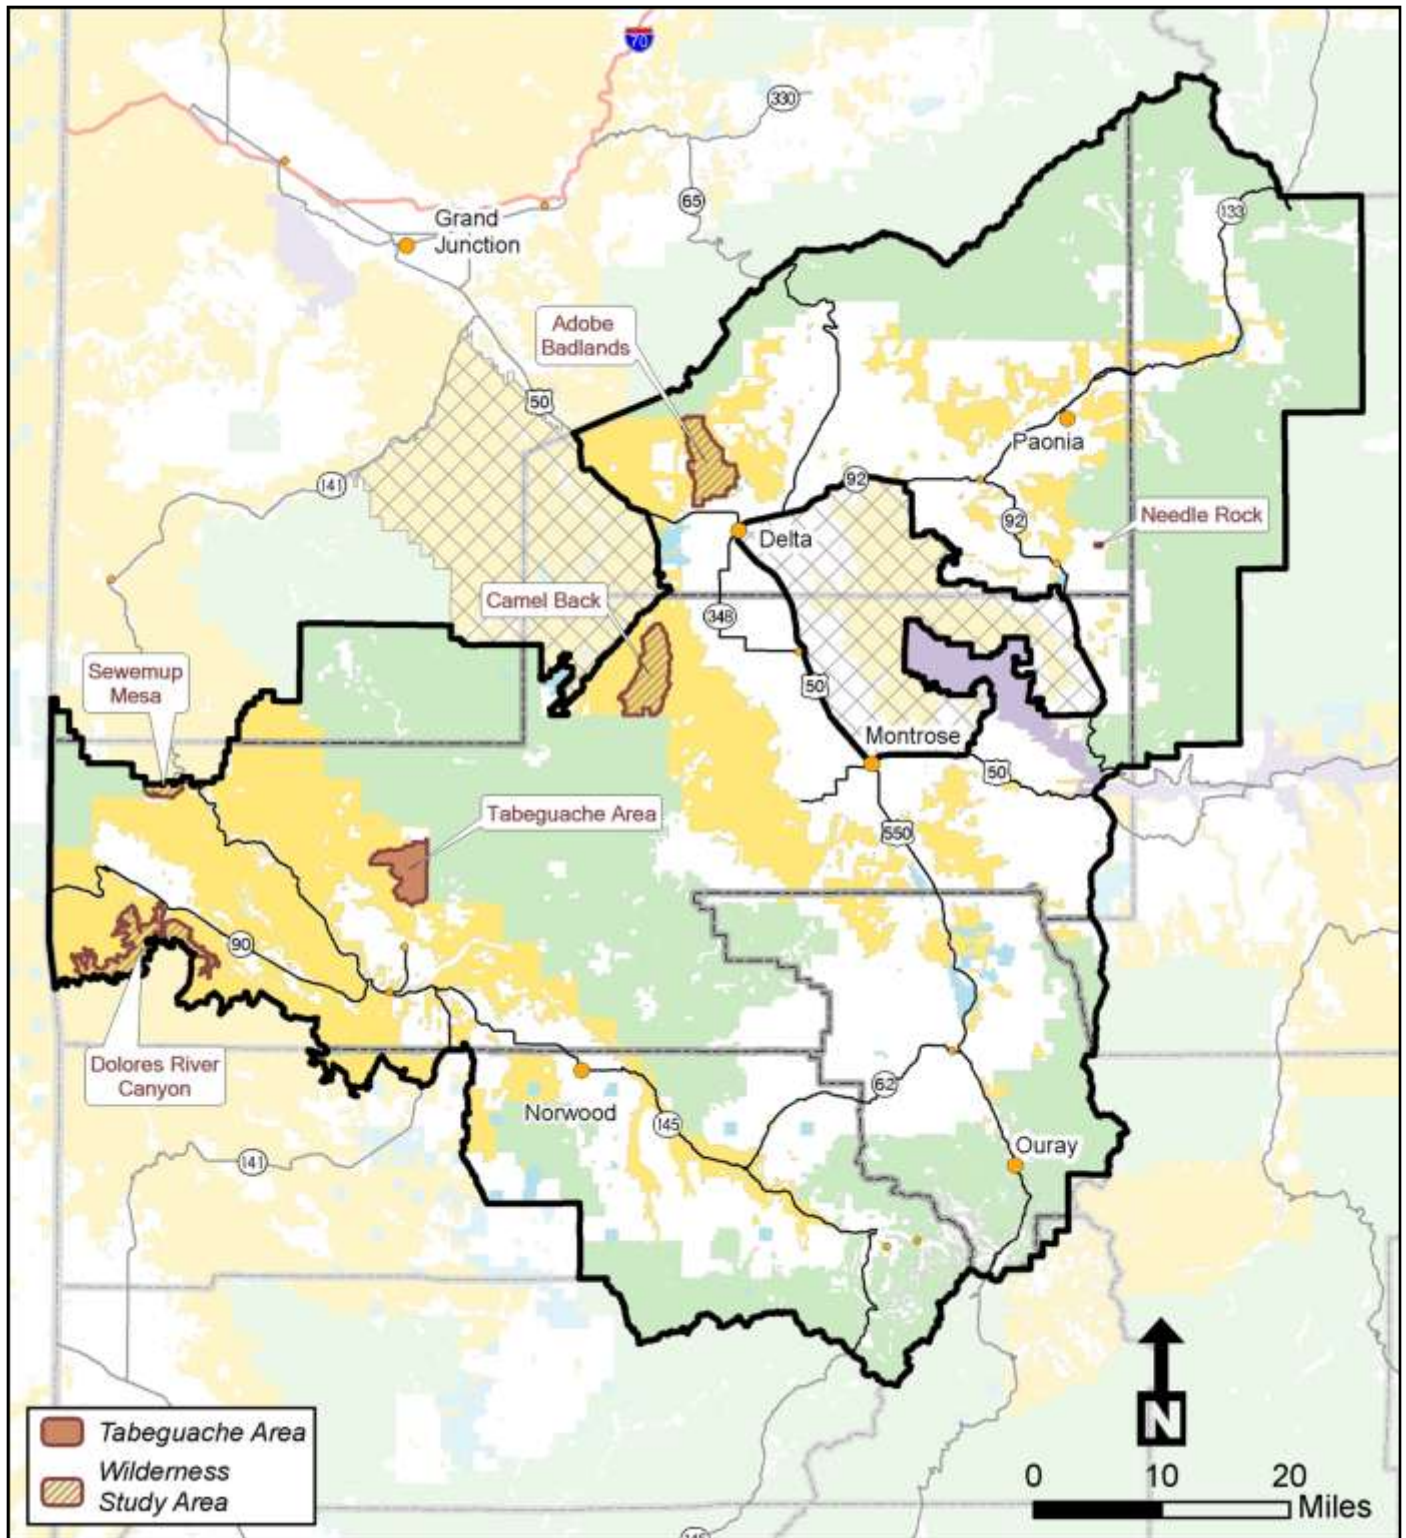 70
330
65
133
Grand
Junction
Adobe
Badlands
50
Paonia
141
92
92
Needle Rock
Delta
Camel Back
348
Sewemup
Mesa
50
Montrose
50
Tabeguache Area
550
90
Dolores River
Canyon
62
Norwood
145
Ouray
141
Tabeguache Area
Wilderness
Study Area
N
0 10 20
Miles